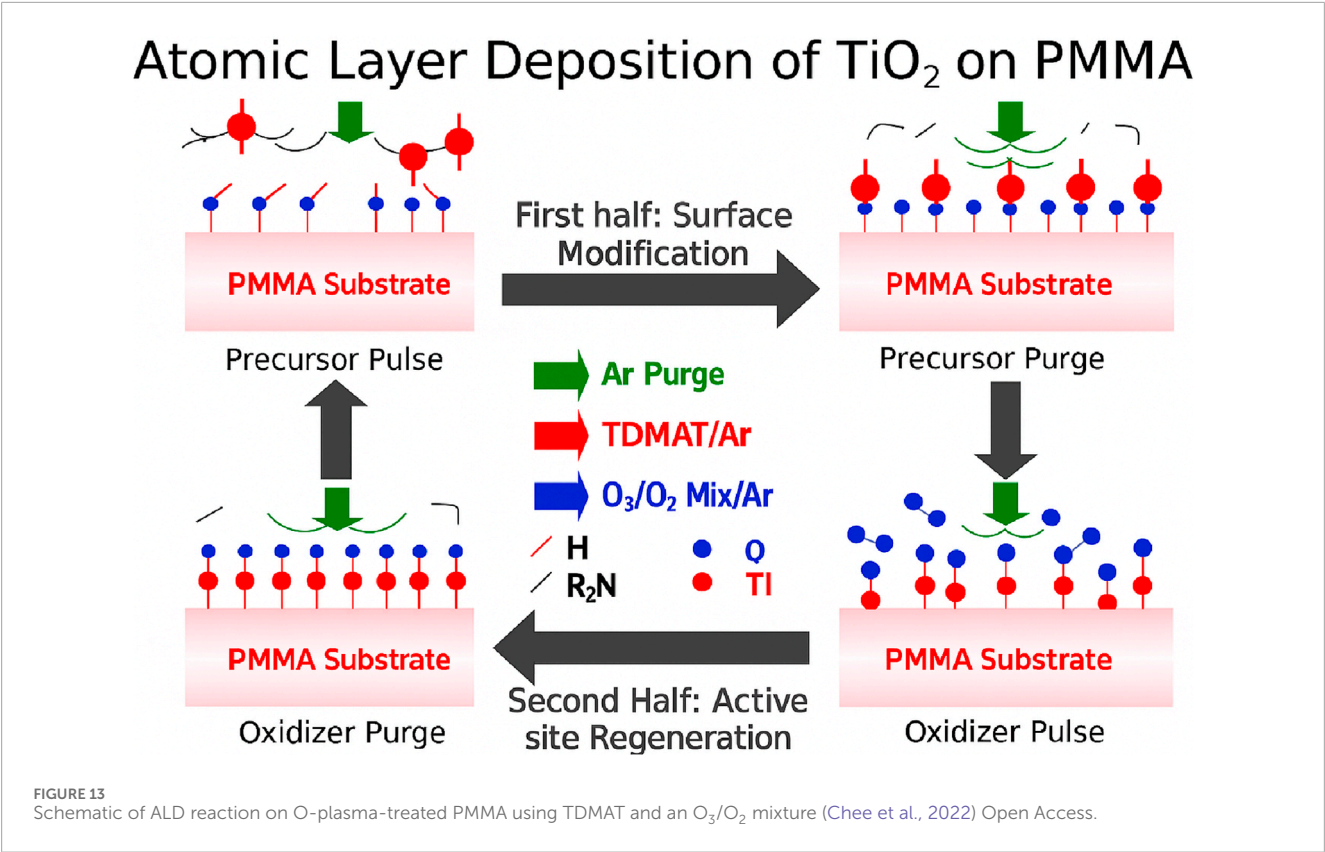 Atomic Layer Deposition of TiO₂ on PMMA
First half: Surface
Modification
PMMA Substrate
PMMA Substrate
Precursor Pulse
Precursor Purge
Ar Purge
TDMAT/Ar
O₃/O₂ Mix/Ar
H
Q
R₂N
TI
PMMA Substrate
PMMA Substrate
Second Half: Active
site Regeneration
Oxidizer Purge
Oxidizer Pulse
FIGURE 13
Schematic of ALD reaction on O-plasma-treated PMMA using TDMAT and an O₃/O₂ mixture (Chee et al., 2022) Open Access.